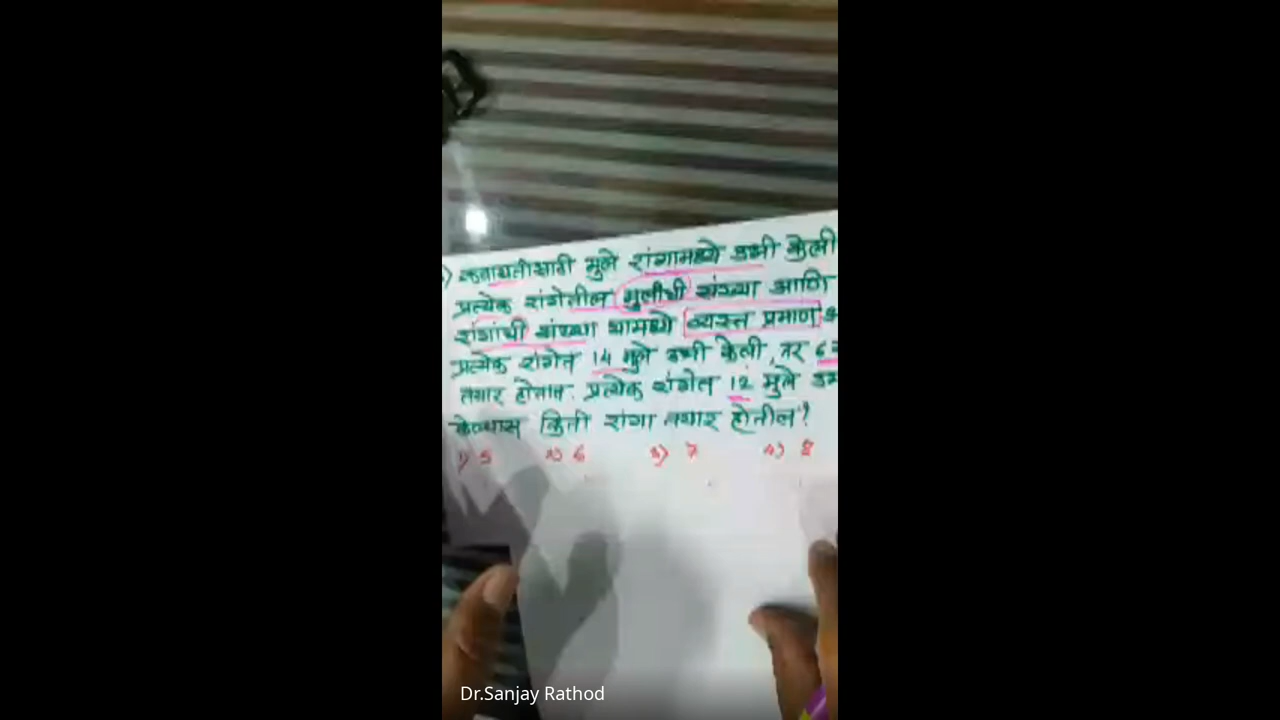 कवायतीसाठी मुले रांगामध्ये उभी केली
प्रत्येक रांगेतील मुलींची संख्या आणि
रांगांची संख्या यामध्ये व्यस्त प्रमाण
प्रत्येक रांगेत 14 मुले उभी केली, तर 6
तयार होतात. प्रत्येक रांगेत 12 मुले
केल्यास किती रांगा तयार होतील?
1) 5 2) 6 3) 7 4) 8
Dr.Sanjay Rathod